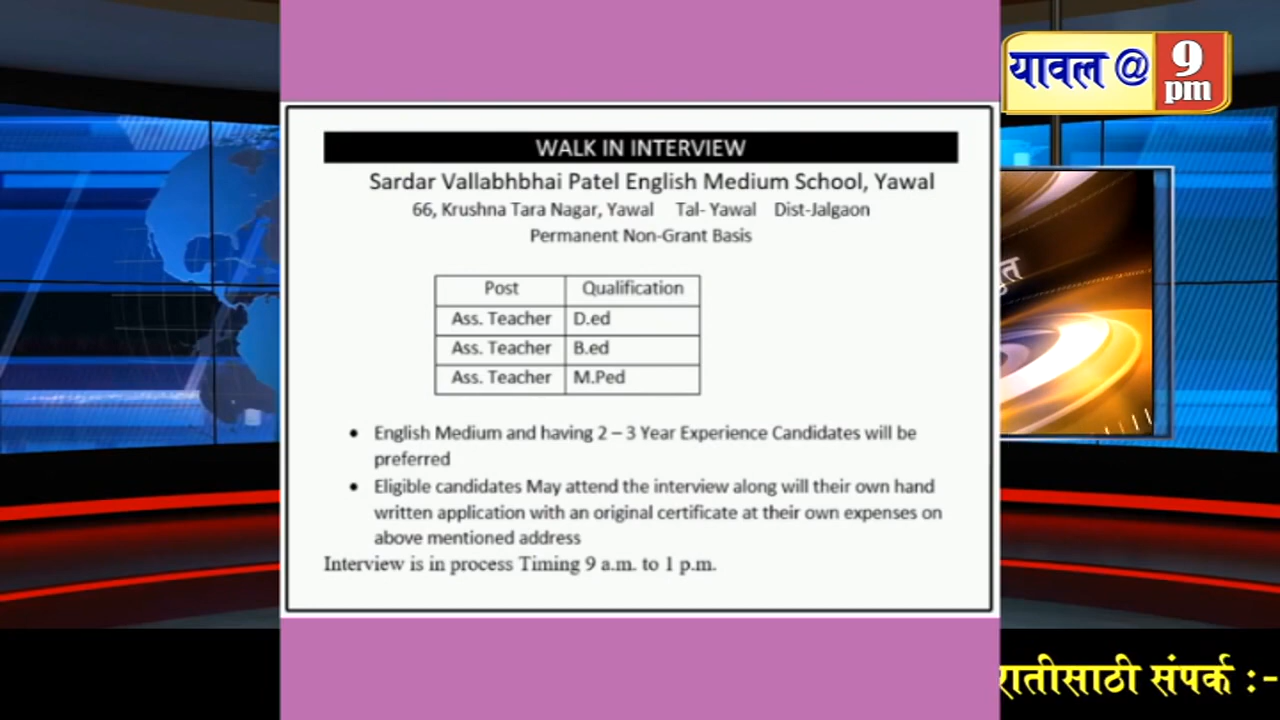 यावल @ 9 pm
WALK IN INTERVIEW
Sardar Vallabhbhai Patel English Medium School, Yawal
66, Krushna Tara Nagar, Yawal Tal- Yawal Dist-Jalgaon
Permanent Non-Grant Basis
Post Qualification
Ass. Teacher D.ed
Ass. Teacher B.ed
Ass. Teacher M.Ped
• English Medium and having 2 – 3 Year Experience Candidates will be
preferred
• Eligible candidates May attend the interview along will their own hand
written application with an original certificate at their own expenses on
above mentioned address
Interview is in process Timing 9 a.m. to 1 p.m.
संपर्क :-